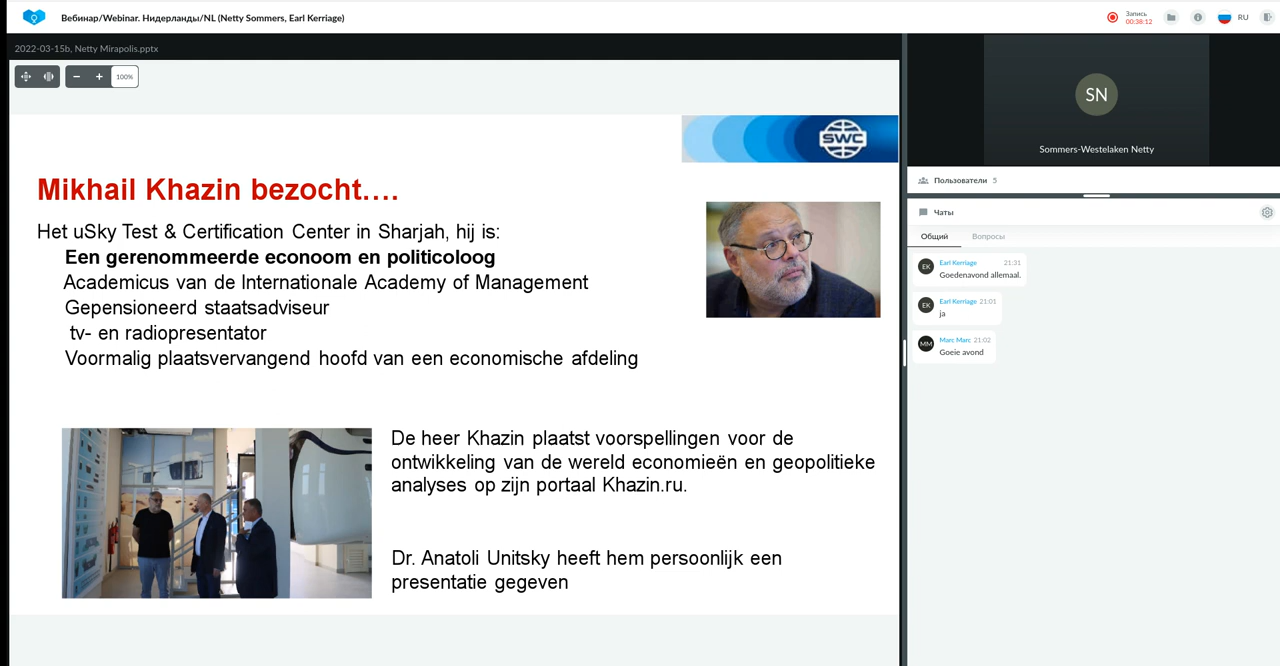 Вебинар/Webinar. Нидерланды/NL (Netty Sommers, Earl Kerriage)
Запись
00:38:12
RU
2022-03-15b, Netty Mirapolis.pptx
100%
SWC
Mikhail Khazin bezocht....
Het uSky Test & Certification Center in Sharjah, hij is:
Een gerenommeerde econoom en politicoloog
Academicus van de Internationale Academy of Management
Gepensioneerd staatsadviseur
tv- en radiopresentator
Voormalig plaatsvervangend hoofd van een economische afdeling
De heer Khazin plaatst voorspellingen voor de
ontwikkeling van de wereld economieën en geopolitieke
analyses op zijn portaal Khazin.ru.
Dr. Anatoli Unitsky heeft hem persoonlijk een
presentatie gegeven
SN
Sommers-Westelaken Netty
Пользователи 5
Чаты
Общий Вопросы
EK Earl Kerriage 21:31
Goedenavond allemaal.
EK Earl Kerriage 21:01
ja
MM Marc Marc 21:02
Goeie avond